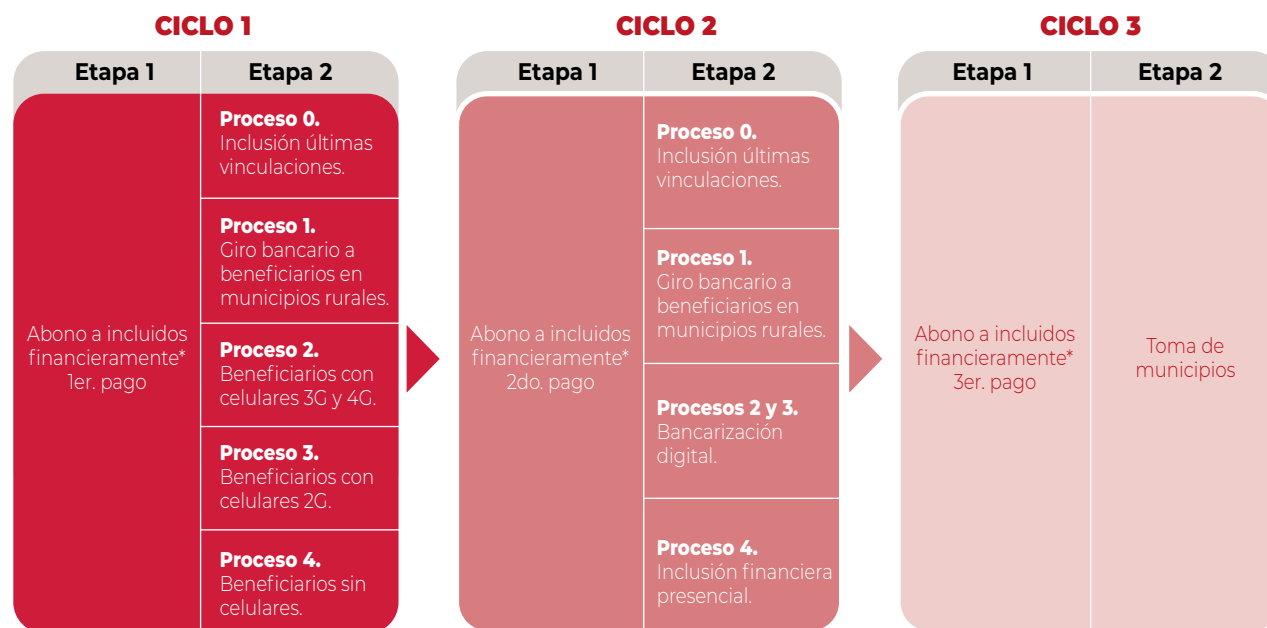 CICLO 1
Etapa 1
Etapa 2
Abono a incluidos
financieramente*
1er. pago
Proceso 0.
Inclusión últimas
vinculaciones.
Proceso 1.
Giro bancario a
beneficiarios en
municipios rurales.
Proceso 2.
Beneficiarios con
celulares 3G y 4G.
Proceso 3.
Beneficiarios con
celulares 2G.
Proceso 4.
Beneficiarios sin
celulares.
CICLO 2
Etapa 1
Etapa 2
Abono a incluidos
financieramente*
2do. pago
Proceso 0.
Inclusión últimas
vinculaciones.
Proceso 1.
Giro bancario a
beneficiarios en
municipios rurales.
Procesos 2 y 3.
Bancarización
digital.
Proceso 4.
Inclusión financiera
presencial.
CICLO 3
Etapa 1
Etapa 2
Abono a incluidos
financieramente*
3er. pago
Toma de
municipios